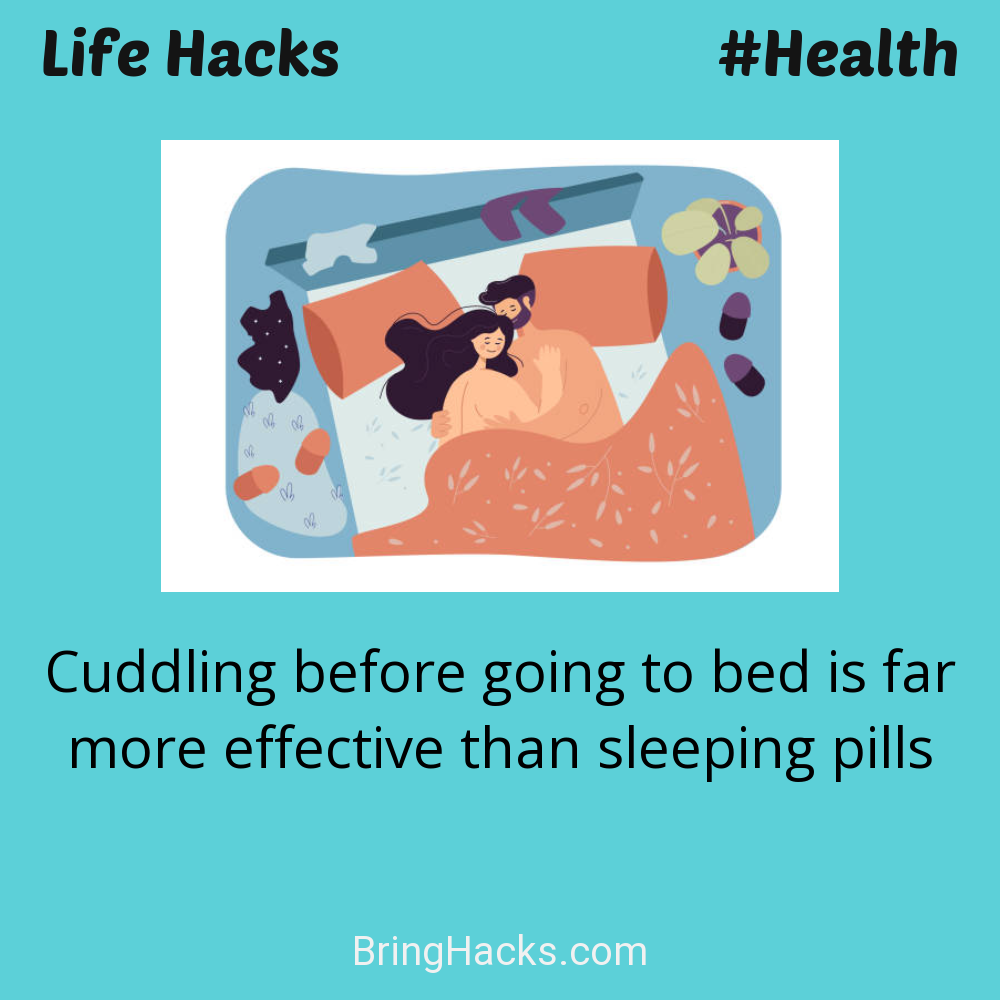 Life Hacks
#Health
Cuddling before going to bed is far
more effective than sleeping pills
BringHacks.com